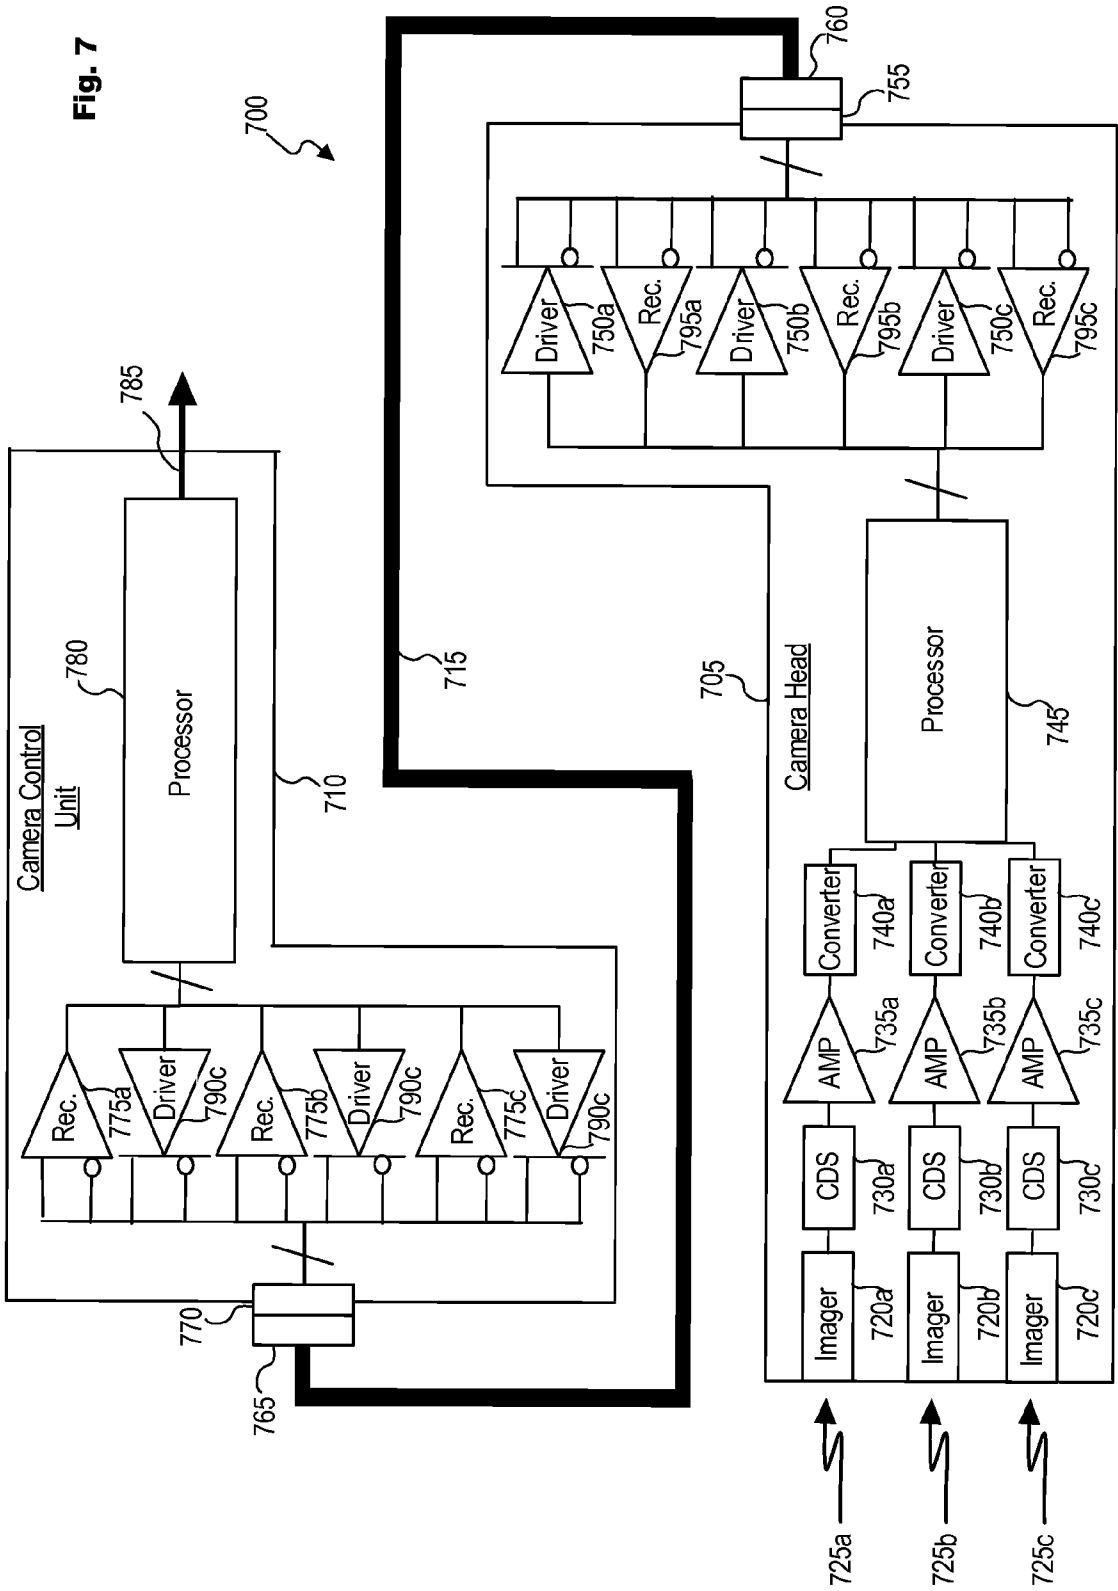 Fig. 7
700
Camera Control
Unit
780
Processor
785
710
Rec.
775a
Driver
790c
Rec.
775b
Driver
790c
Rec.
775c
Driver
790c
770
765
715
760
755
705
Camera Head
Driver
750a
Rec.
795a
Driver
750b
Rec.
795b
Driver
750c
Rec.
795c
Processor
745
Imager
720a
CDS
730a
AMP
735a
Converter
740a
Imager
720b
CDS
730b
AMP
735b
Converter
740b
Imager
720c
CDS
730c
AMP
735c
Converter
740c
725a
725b
725c